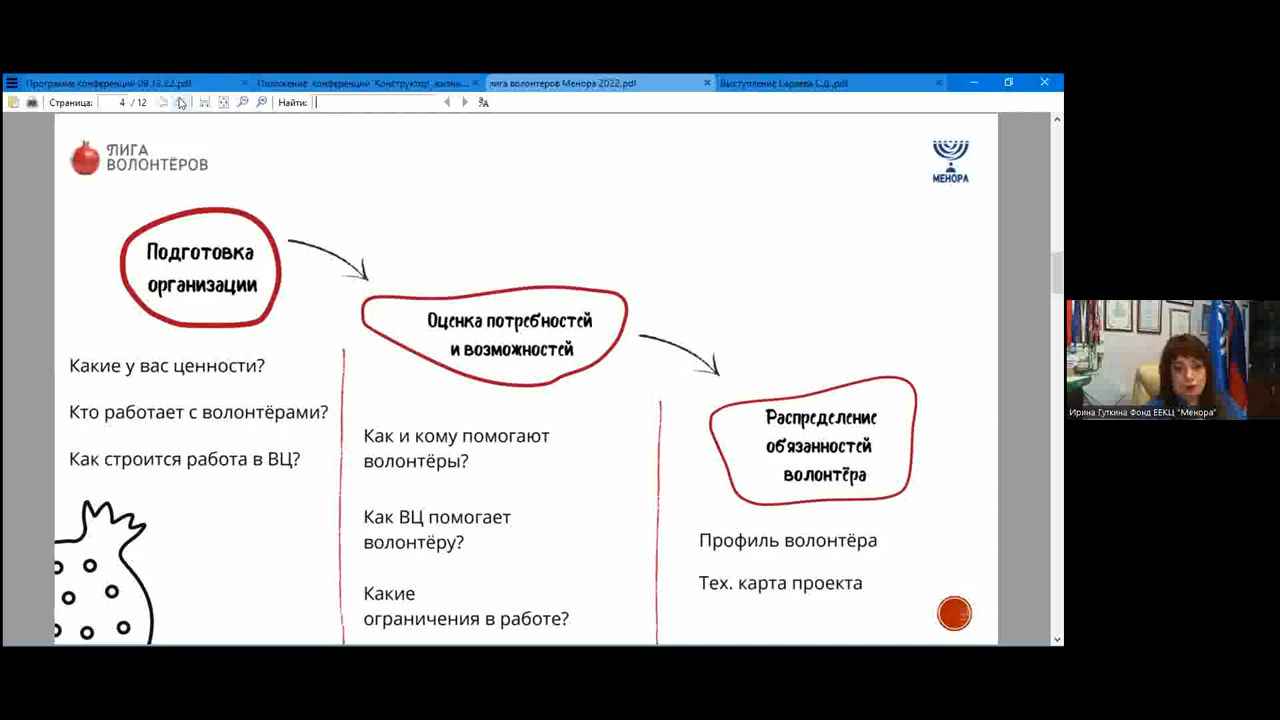 Программа конференции 09.12.22.pdf
Положение конференции "Конструктор_жизни...
лига волонтеров Менора 2022.pdf
Выступление С.Д..pdf
Страница: 4 / 12 Найти:
ЛИГА
ВОЛОНТЁРОВ
МЕНОРА
Подготовка
организации
Какие у вас ценности?
Кто работает с волонтёрами?
Как строится работа в ВЦ?
Оценка потребностей
и возможностей
Как и кому помогают
волонтёры?
Как ВЦ помогает
волонтёру?
Какие
ограничения в работе?
Распределение
обязанностей
волонтёра
Профиль волонтёра
Тех. карта проекта
Ирина Гуткина Фонд ЕЕКЦ "Менора"